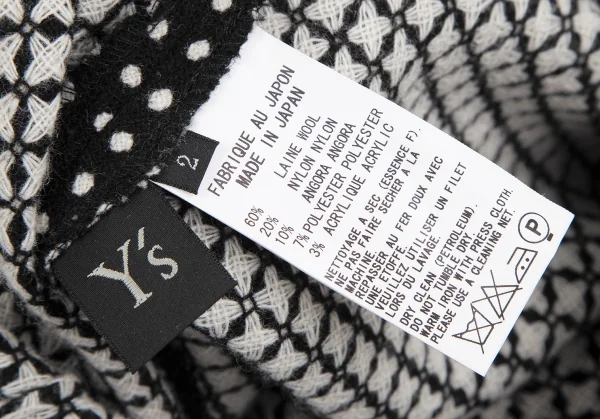 Y's
2
FABRIQUE AU JAPON
MADE IN JAPAN
60% LAINE WOOL
20% NYLON NYLON
10% ANGORA ANGORA
7% POLYESTER POLYESTER
3% ACRYLIQUE ACRYLIC
NETTOYAGE A SEC (ESSENCE F).
NE PAS FAIRE SECHER A LA
MACHINE.
REPASSER AU FER DOUX AVEC
UNE ETOFFE.
VEUILLEZ UTILISER UN FILET
LORS DU LAVAGE.
DRY CLEAN (PETROLEUM).
DO NOT TUMBLE DRY.
WARM IRON WITH PRESS CLOTH.
PLEASE USE A CLEANING NET.
P